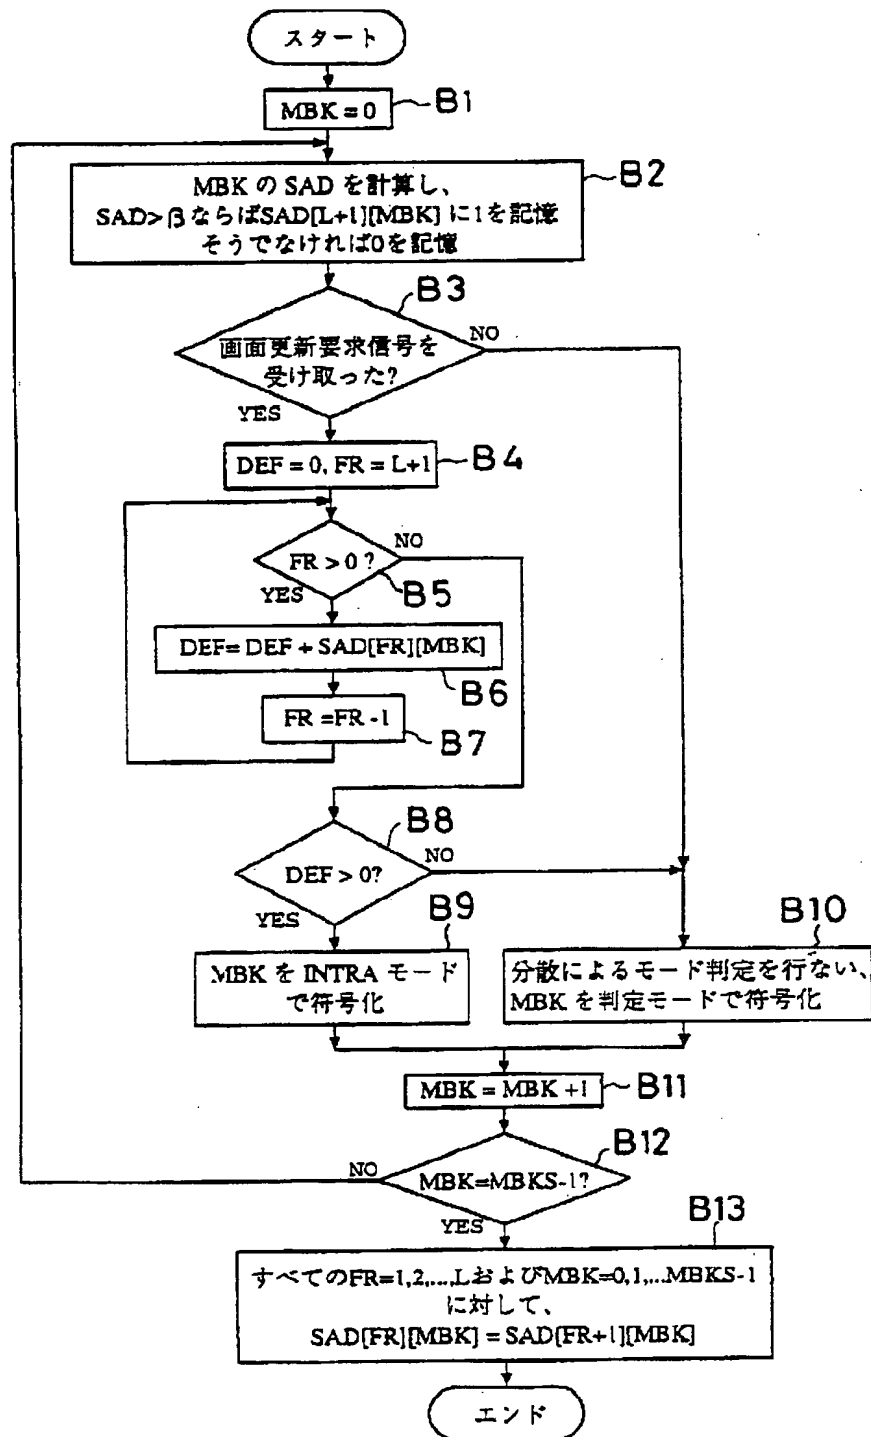 スタート
MBK = 0
B1
MBK の SAD を計算し、
SAD>βならばSAD[L+1][MBK] に1を記憶
そうでなければ0を記憶
B2
B3
画面更新要求信号を
受け取った?
NO
YES
DEF = 0, FR = L+1
B4
FR > 0 ?
NO
YES
B5
DEF= DEF + SAD[FR][MBK]
B6
FR =FR -1
B7
B8
DEF > 0?
NO
YES
B9
MBK を INTRA モード
で符号化
B10
分散によるモード判定を行ない、
MBK を判定モードで符号化
MBK = MBK +1
B11
B12
MBK=MBKS-1?
NO
YES
B13
すべてのFR=1,2,...,LおよびMBK=0,1,...MBKS-1
に対して、
SAD[FR][MBK] = SAD[FR+1][MBK]
エンド